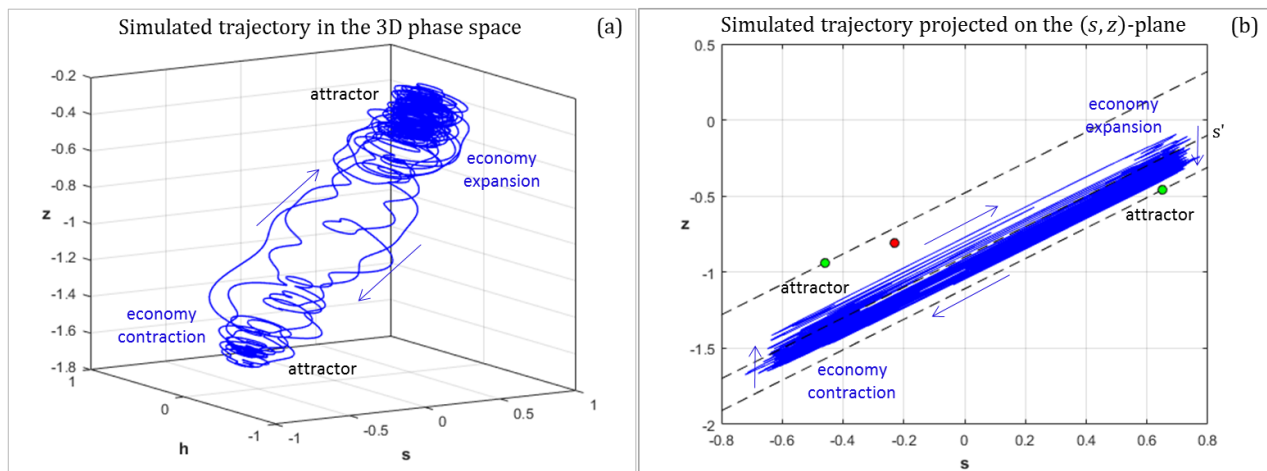 Simulated trajectory in the 3D phase space (a)
-0.2
-0.4
-0.6
-0.8
-1
-1.2
-1.4
-1.6
-1.8
z
attractor
economy
expansion
economy
contraction
attractor
1
0
-1
h
-1
-0.5
0
0.5
1
s
Simulated trajectory projected on the (s, z)-plane (b)
0.5
0
-0.5
-1
-1.5
-2
z
economy
expansion
s'
attractor
attractor
economy
contraction
-0.8 -0.6 -0.4 -0.2 0 0.2 0.4 0.6 0.8
s